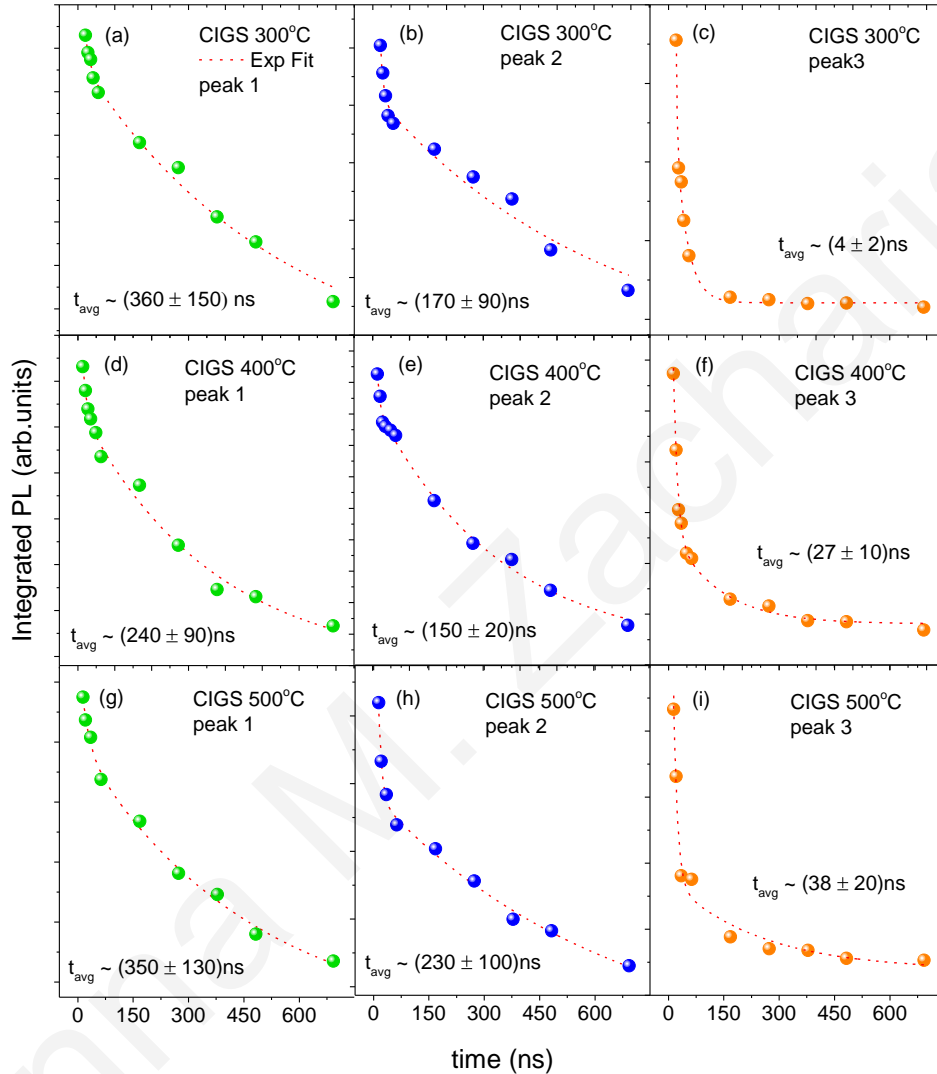 (a)
CIGS 300°C
Exp Fit
peak 1
t_avg ~ (360 ± 150) ns
(b)
CIGS 300°C
peak 2
t_avg ~ (170 ± 90)ns
(c)
CIGS 300°C
peak3
t_avg ~ (4 ± 2)ns
(d)
CIGS 400°C
peak 1
t_avg ~ (240 ± 90)ns
(e)
CIGS 400°C
peak 2
t_avg ~ (150 ± 20)ns
(f)
CIGS 400°C
peak 3
t_avg ~ (27 ± 10)ns
(g)
CIGS 500°C
peak 1
t_avg ~ (350 ± 130)ns
(h)
CIGS 500°C
peak 2
t_avg ~ (230 ± 100)ns
(i)
CIGS 500°C
peak 3
t_avg ~ (38 ± 20)ns
Integrated PL (arb.units)
0 150 300 450 600
0 150 300 450 600
0 150 300 450 600
time (ns)
nna M. Zachari